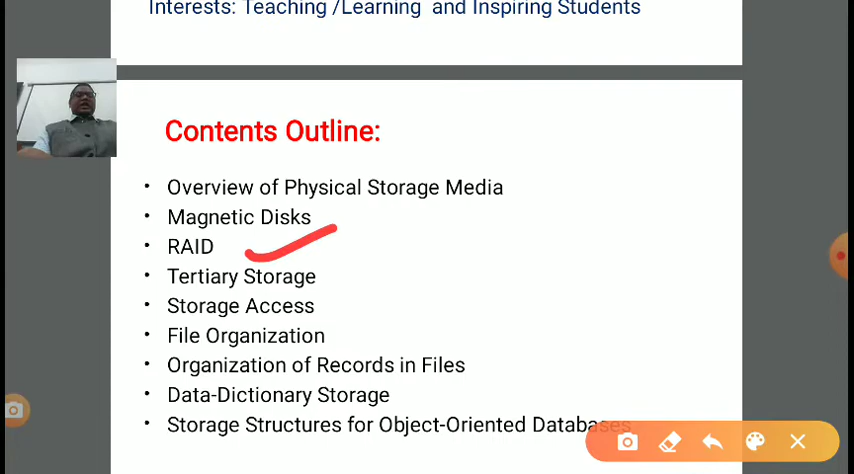 Interests: Teaching /Learning and Inspiring Students
Contents Outline:
• Overview of Physical Storage Media
• Magnetic Disks
• RAID
• Tertiary Storage
• Storage Access
• File Organization
• Organization of Records in Files
• Data-Dictionary Storage
• Storage Structures for Object-Oriented Databases